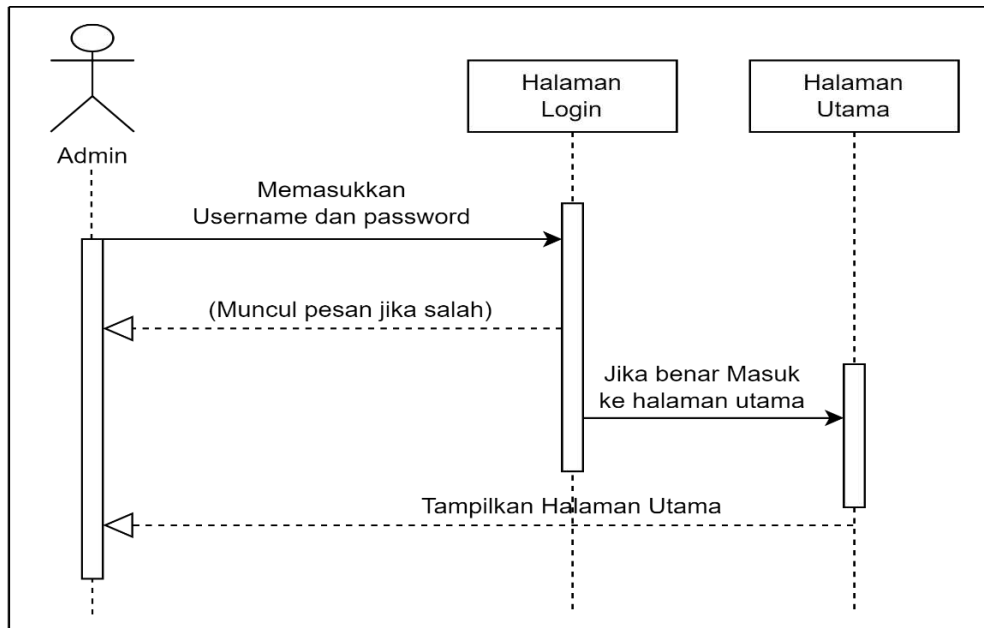 Halaman
Login
Halaman
Utama
Admin
Memasukkan
Username dan password
(Muncul pesan jika salah)
Jika benar Masuk
ke halaman utama
Tampilkan Halaman Utama